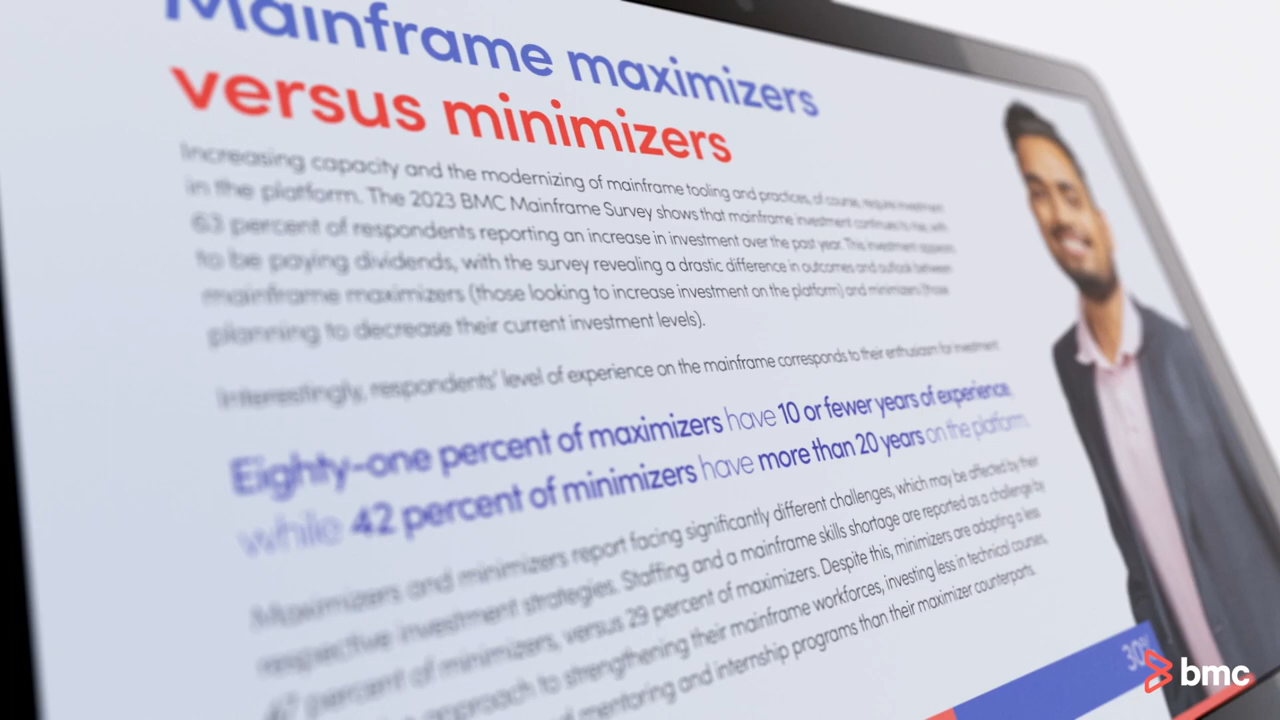 Mainframe maximizers
versus minimizers
Increasing capacity and the modernizing of mainframe tooling and practices, of course, require investment
in the platform. The 2023 BMC Mainframe Survey shows that mainframe investment continues to rise, with
63 percent of respondents reporting an increase in investment over the past year. This investment appears
to be paying dividends, with the survey revealing a drastic difference in outcomes and outlook between
mainframe maximizers (those looking to increase investment on the platform) and minimizers (those
planning to decrease their current investment levels).
Interestingly, respondents' level of experience on the mainframe corresponds to their enthusiasm for investment.
Eighty-one percent of maximizers have 10 or fewer years of experience,
while 42 percent of minimizers have more than 20 years on the platform.
Maximizers and minimizers report facing significantly different challenges, which may be affected by their
respective investment strategies. Staffing and a mainframe skills shortage are reported as a challenge by
47 percent of minimizers, versus 29 percent of maximizers. Despite this, minimizers are adopting a less
approach to strengthening their mainframe workforces, investing less in technical courses,
mentoring and internship programs than their maximizer counterparts.
30%
bmc